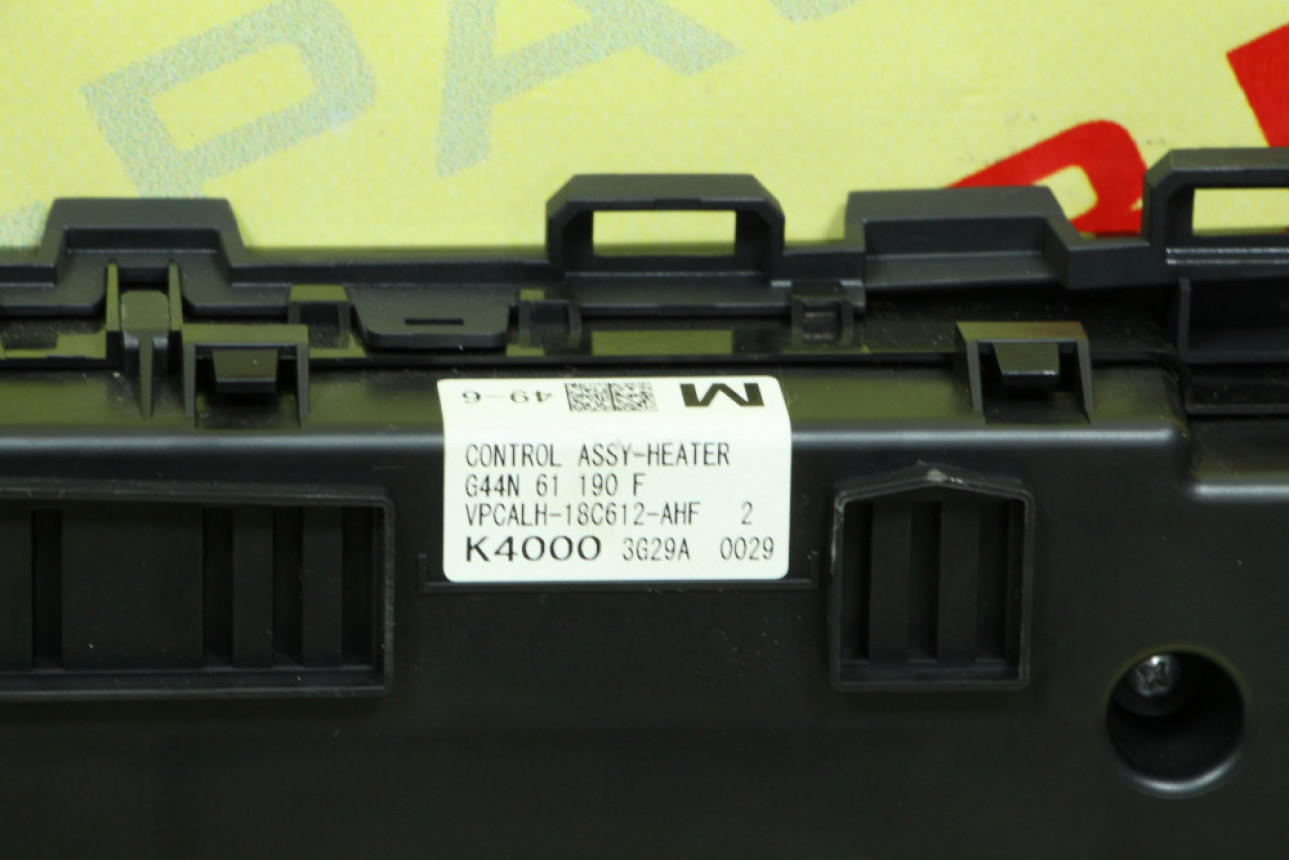 49-6 M
CONTROL ASSY-HEATER
G44N 61 190 F
VPCALH-18C612-AHF 2
K4000 3G29A 0029